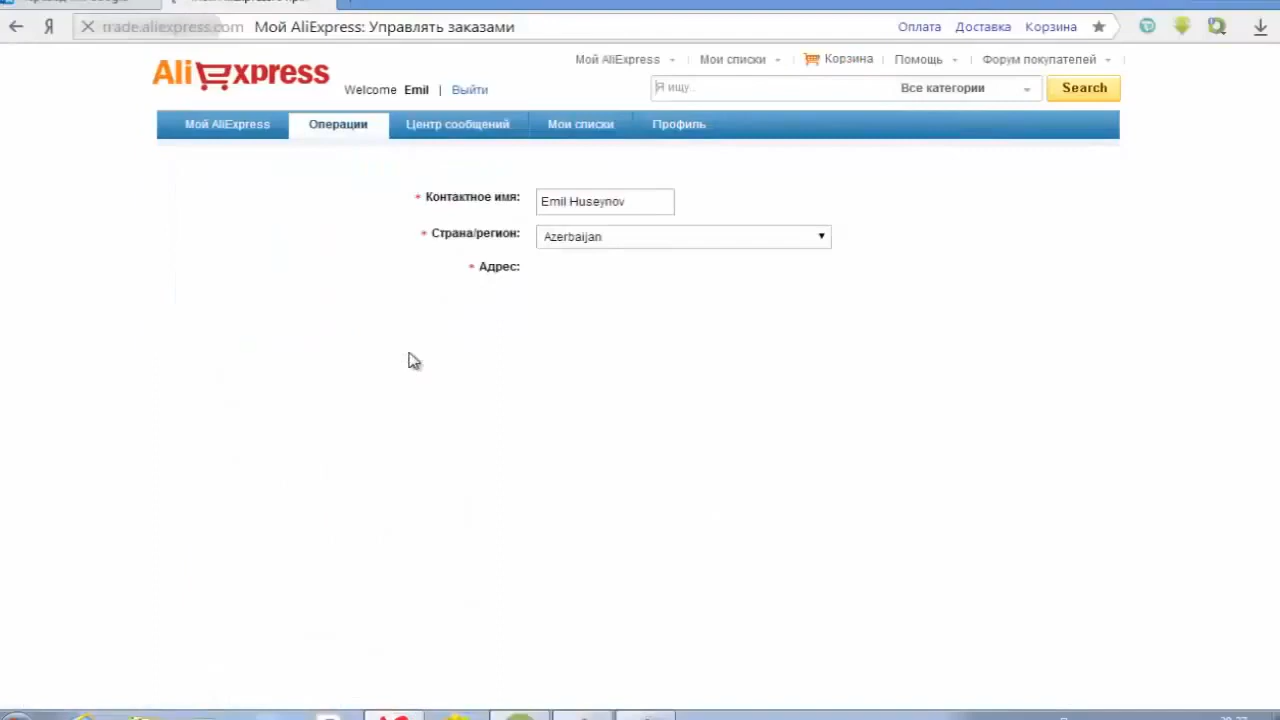 trade.aliexpress.com Мой AliExpress: Управлять заказами Оплата Доставка Корзина
Мой AliExpress Мои списки Корзина Помощь Форум покупателей
AliExpress
Welcome Emil | Выйти
Я ищу.. Все категории Search
Мой AliExpress Операции Центр сообщений Мои списки Профиль
* Контактное имя: Emil Huseynov
* Страна/регион: Azerbaijan
* Адрес: